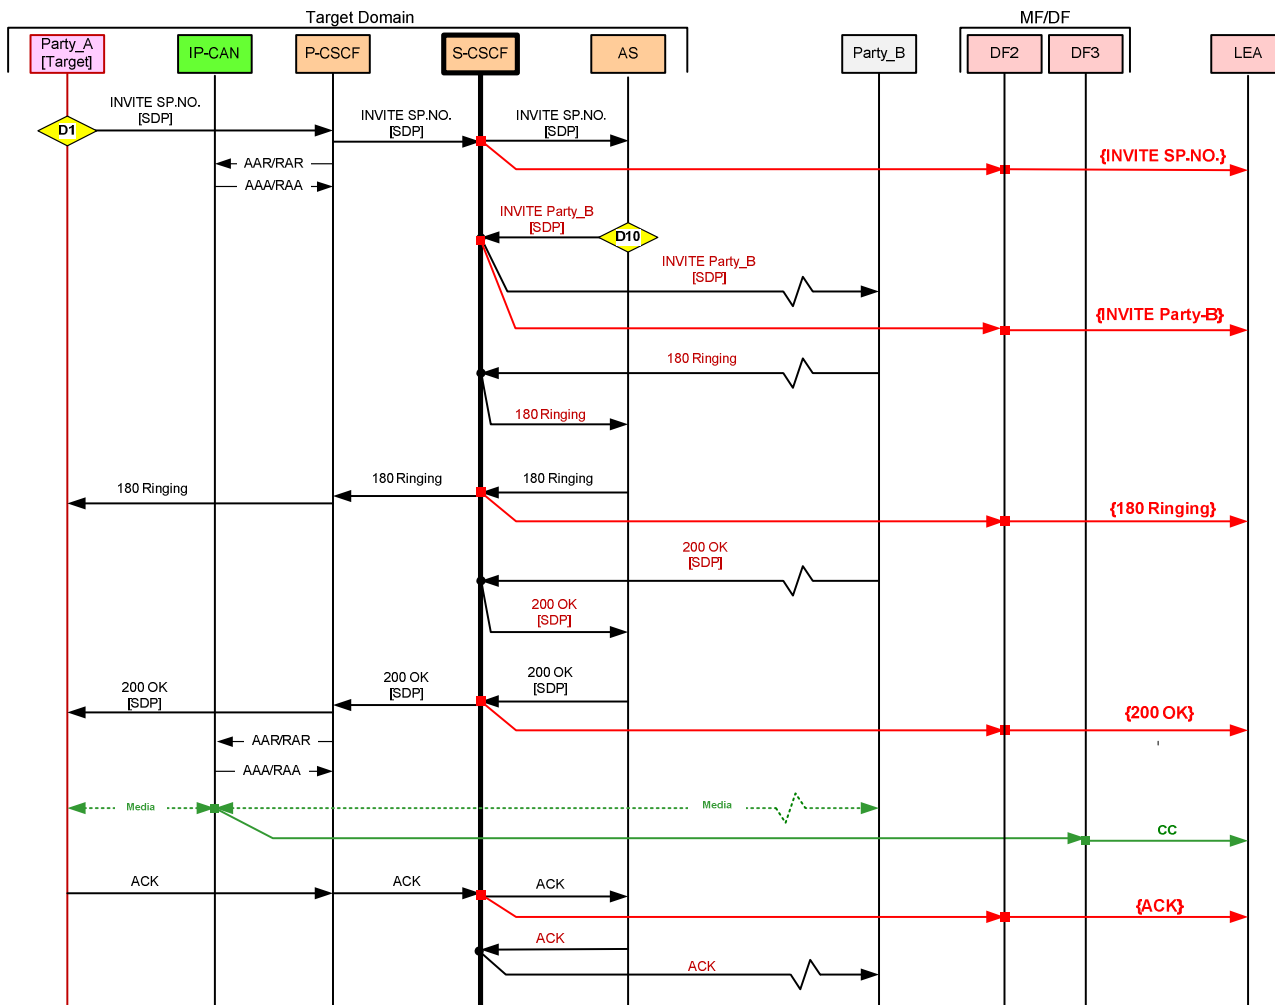 Target Domain
MF/DF
Party_A
[Target]
IP-CAN
P-CSCF
S-CSCF
AS
Party_B
DF2
DF3
LEA
INVITE SP.NO.
[SDP]
D1
INVITE SP.NO.
[SDP]
INVITE SP.NO.
[SDP]
{INVITE SP.NO.}
AAR/RAR
AAA/RAA
INVITE Party_B
[SDP]
D10
INVITE Party_B
[SDP]
{INVITE Party-B}
180 Ringing
180 Ringing
180 Ringing
180 Ringing
180 Ringing
{180 Ringing}
200 OK
[SDP]
200 OK
[SDP]
200 OK
[SDP]
200 OK
[SDP]
200 OK
[SDP]
{200 OK}
AAR/RAR
AAA/RAA
Media
Media
CC
ACK
ACK
ACK
{ACK}
ACK
ACK